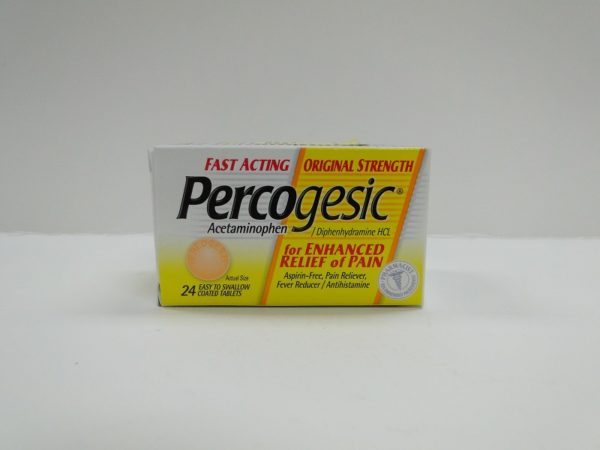 FAST ACTING
ORIGINAL STRENGTH
Percogesic®
Acetaminophen / Diphenhydramine HCL
for ENHANCED
RELIEF of PAIN
Aspirin-Free, Pain Reliever,
Fever Reducer / Antihistamine
Actual Size
24 EASY TO SWALLOW
COATED TABLETS
PHARMACIST